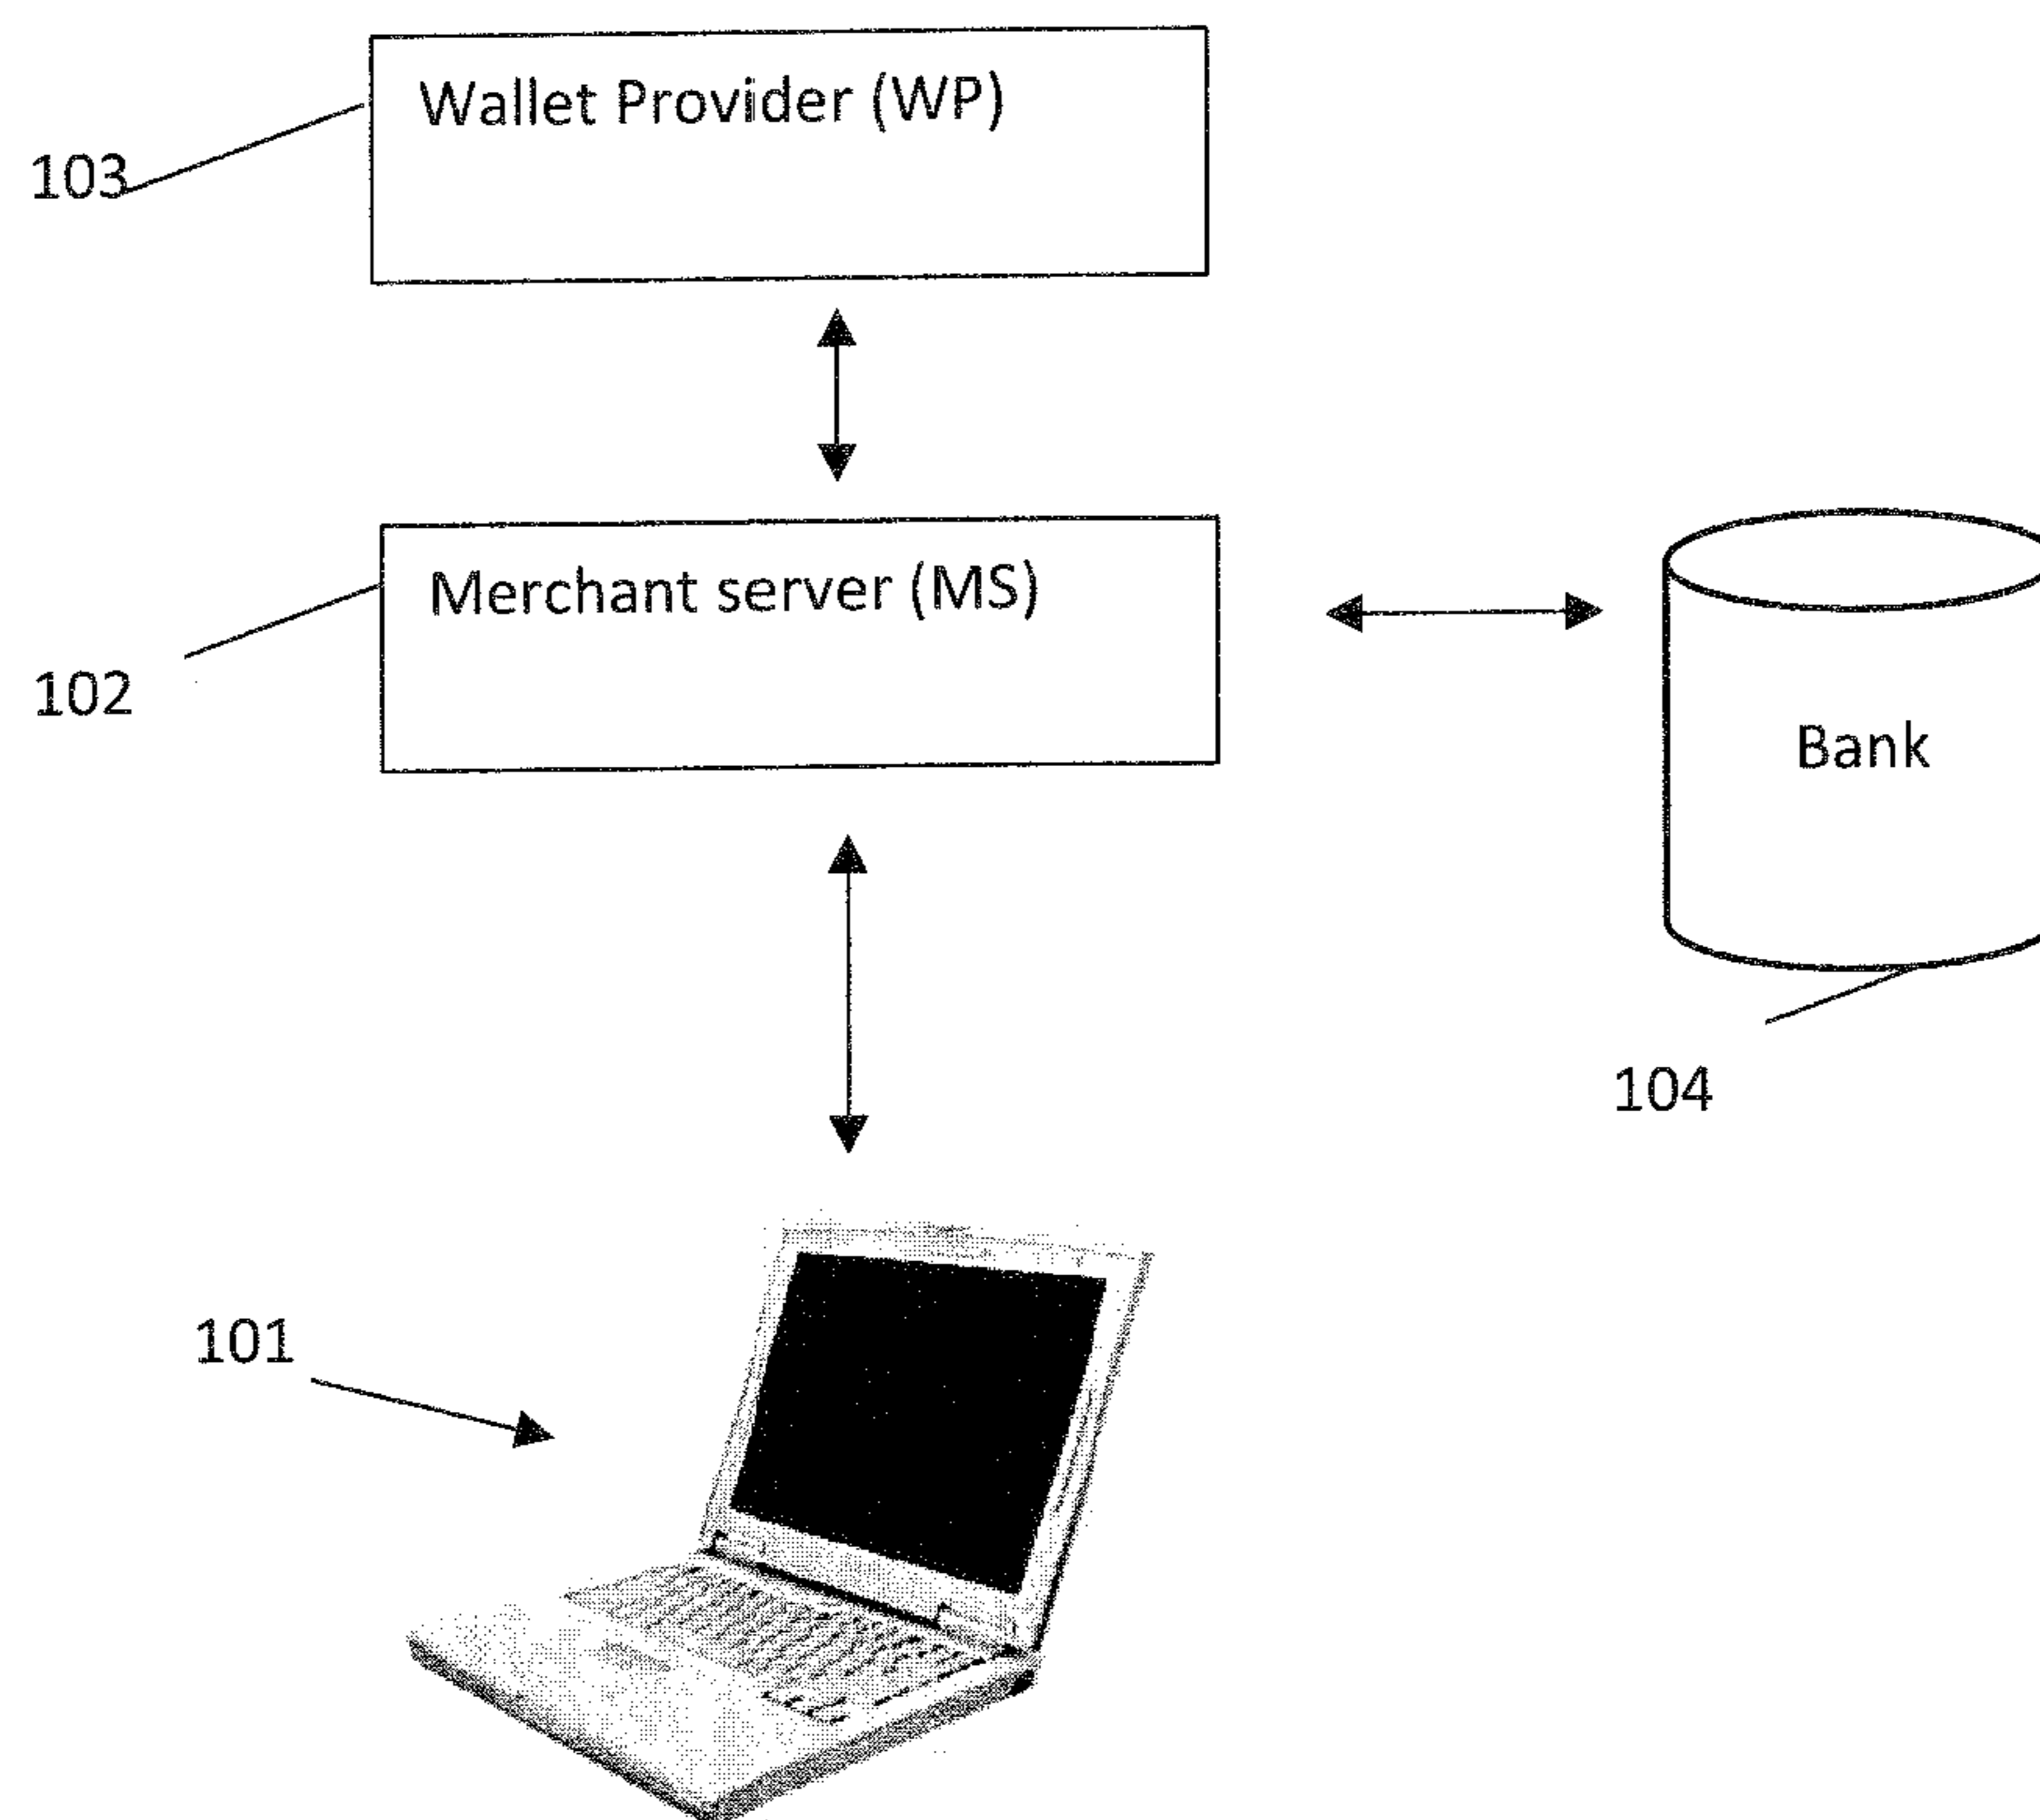 Wallet Provider (WP)
103
Merchant server (MS)
102
Bank
104
101